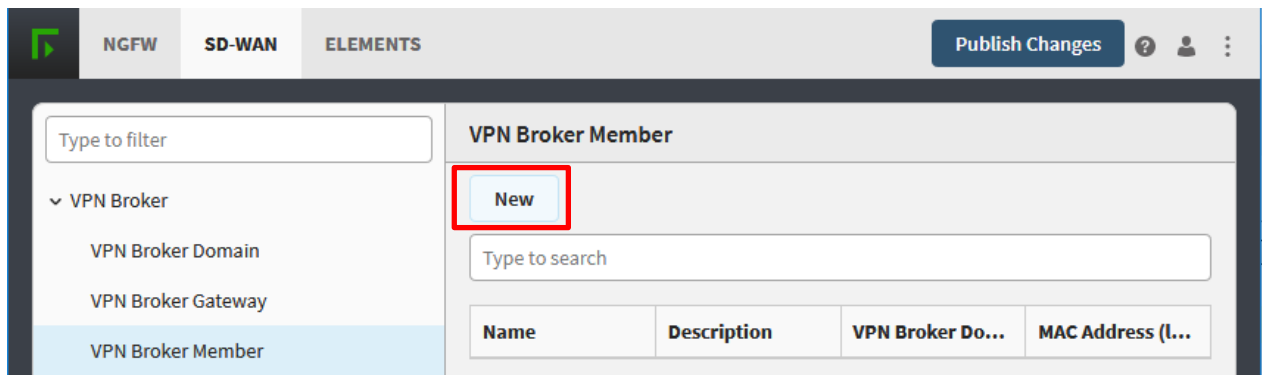 NGFW SD-WAN ELEMENTS Publish Changes ?
Type to filter
VPN Broker
VPN Broker Domain
VPN Broker Gateway
VPN Broker Member
VPN Broker Member
New
Type to search
Name Description VPN Broker Do... MAC Address (l...